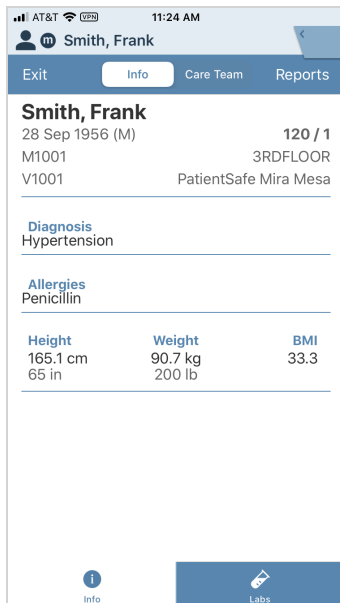 AT&T VPN 11:24 AM
m Smith, Frank
Exit Info Care Team Reports
Smith, Frank
28 Sep 1956 (M) 120 / 1
M1001 3RDFLOOR
V1001 PatientSafe Mira Mesa
Diagnosis
Hypertension
Allergies
Penicillin
Height Weight BMI
165.1 cm 90.7 kg 33.3
65 in 200 lb
Info Labs